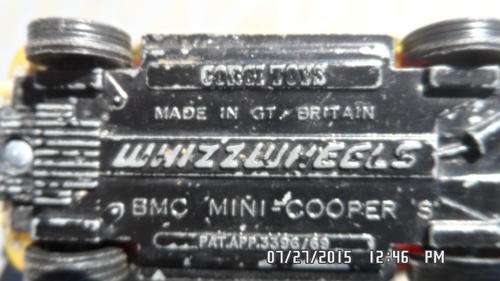 CORGI TOYS
MADE IN GT. BRITAIN
WHIZZWHEELS
BMC MINI-COOPER 'S'
PAT.APP.3396/69
07/27/2015 12:46 PM